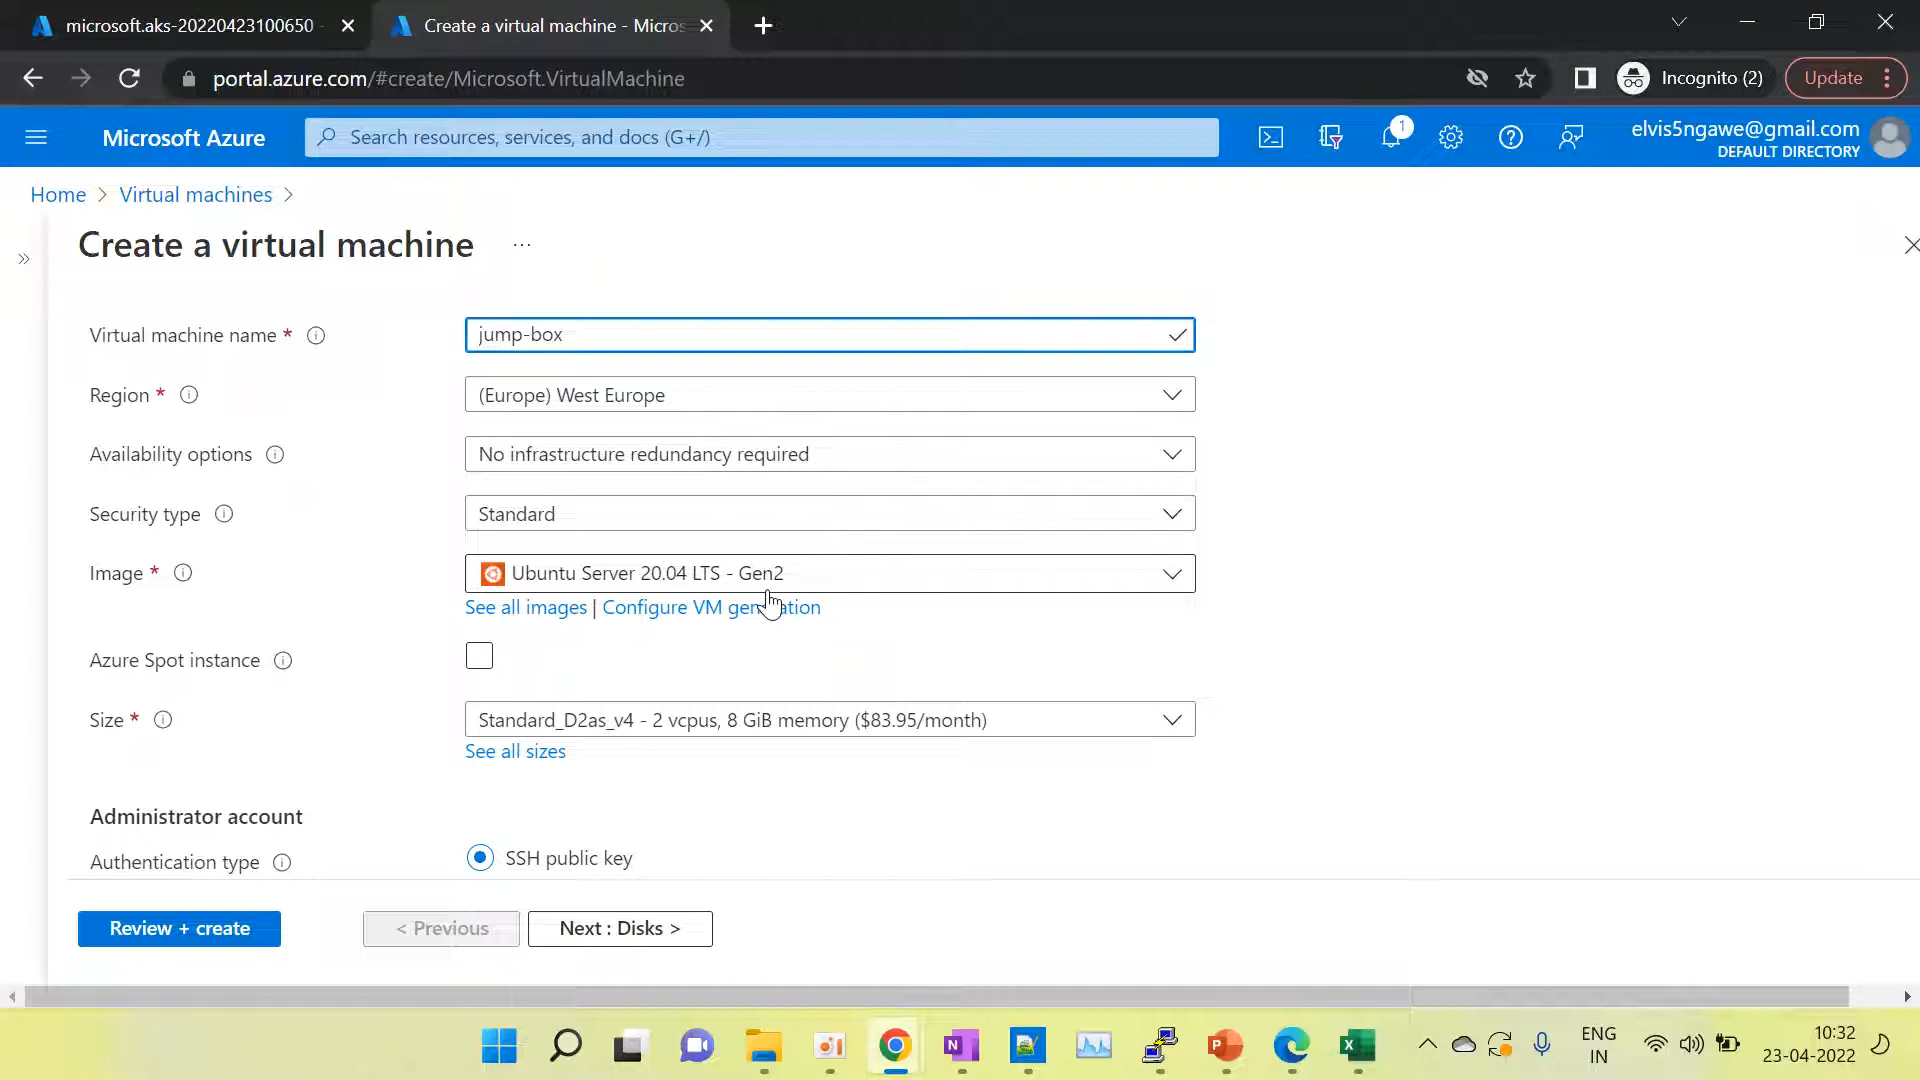 microsoft.aks-20220423100650 -
Create a virtual machine - Micros
portal.azure.com/#create/Microsoft.VirtualMachine
Incognito (2)
Update
Microsoft Azure
Search resources, services, and docs (G+/)
1
elvis5ngawe@gmail.com
DEFAULT DIRECTORY
Home > Virtual machines >
Create a virtual machine ...
Virtual machine name *
jump-box
Region *
(Europe) West Europe
Availability options
No infrastructure redundancy required
Security type
Standard
Image *
Ubuntu Server 20.04 LTS - Gen2
See all images | Configure VM generation
Azure Spot instance
Size *
Standard_D2as_v4 - 2 vcpus, 8 GiB memory ($83.95/month)
See all sizes
Administrator account
Authentication type
SSH public key
Review + create
< Previous
Next : Disks >
ENG
IN
10:32
23-04-2022